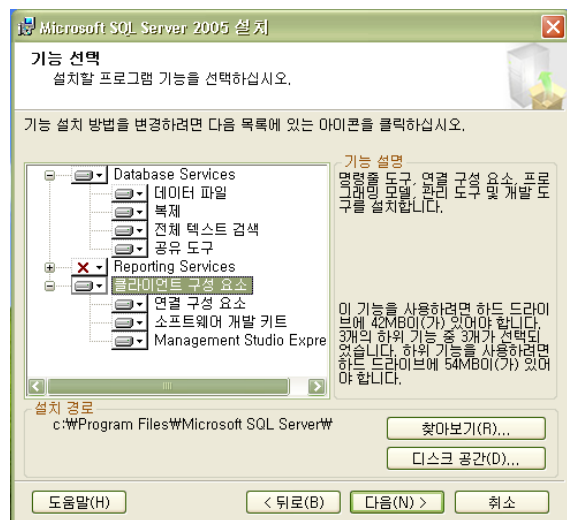 Microsoft SQL Server 2005 설치
기능 선택
설치할 프로그램 기능을 선택하십시오.
기능 설치 방법을 변경하려면 다음 목록에 있는 아이콘을 클릭하십시오.
Database Services
데이터 파일
복제
전체 텍스트 검색
공유 도구
Reporting Services
클라이언트 구성 요소
연결 구성 요소
소프트웨어 개발 키트
Management Studio Expre
기능 설명
명령줄 도구, 연결 구성 요소, 프로
그래밍 모델, 관리 도구 및 개발 도
구를 설치합니다.
이 기능을 사용하려면 하드 드라이
브에 42MB이(가) 있어야 합니다.
3개의 하위 기능 중 3개가 선택되
었습니다. 하위 기능을 사용하려면
하드 드라이브에 54MB이(가) 있어
야 합니다.
설치 경로
c:₩Program Files₩Microsoft SQL Server₩
찾아보기(R)...
디스크 공간(D)...
도움말(H)
< 뒤로(B)
다음(N) >
취소